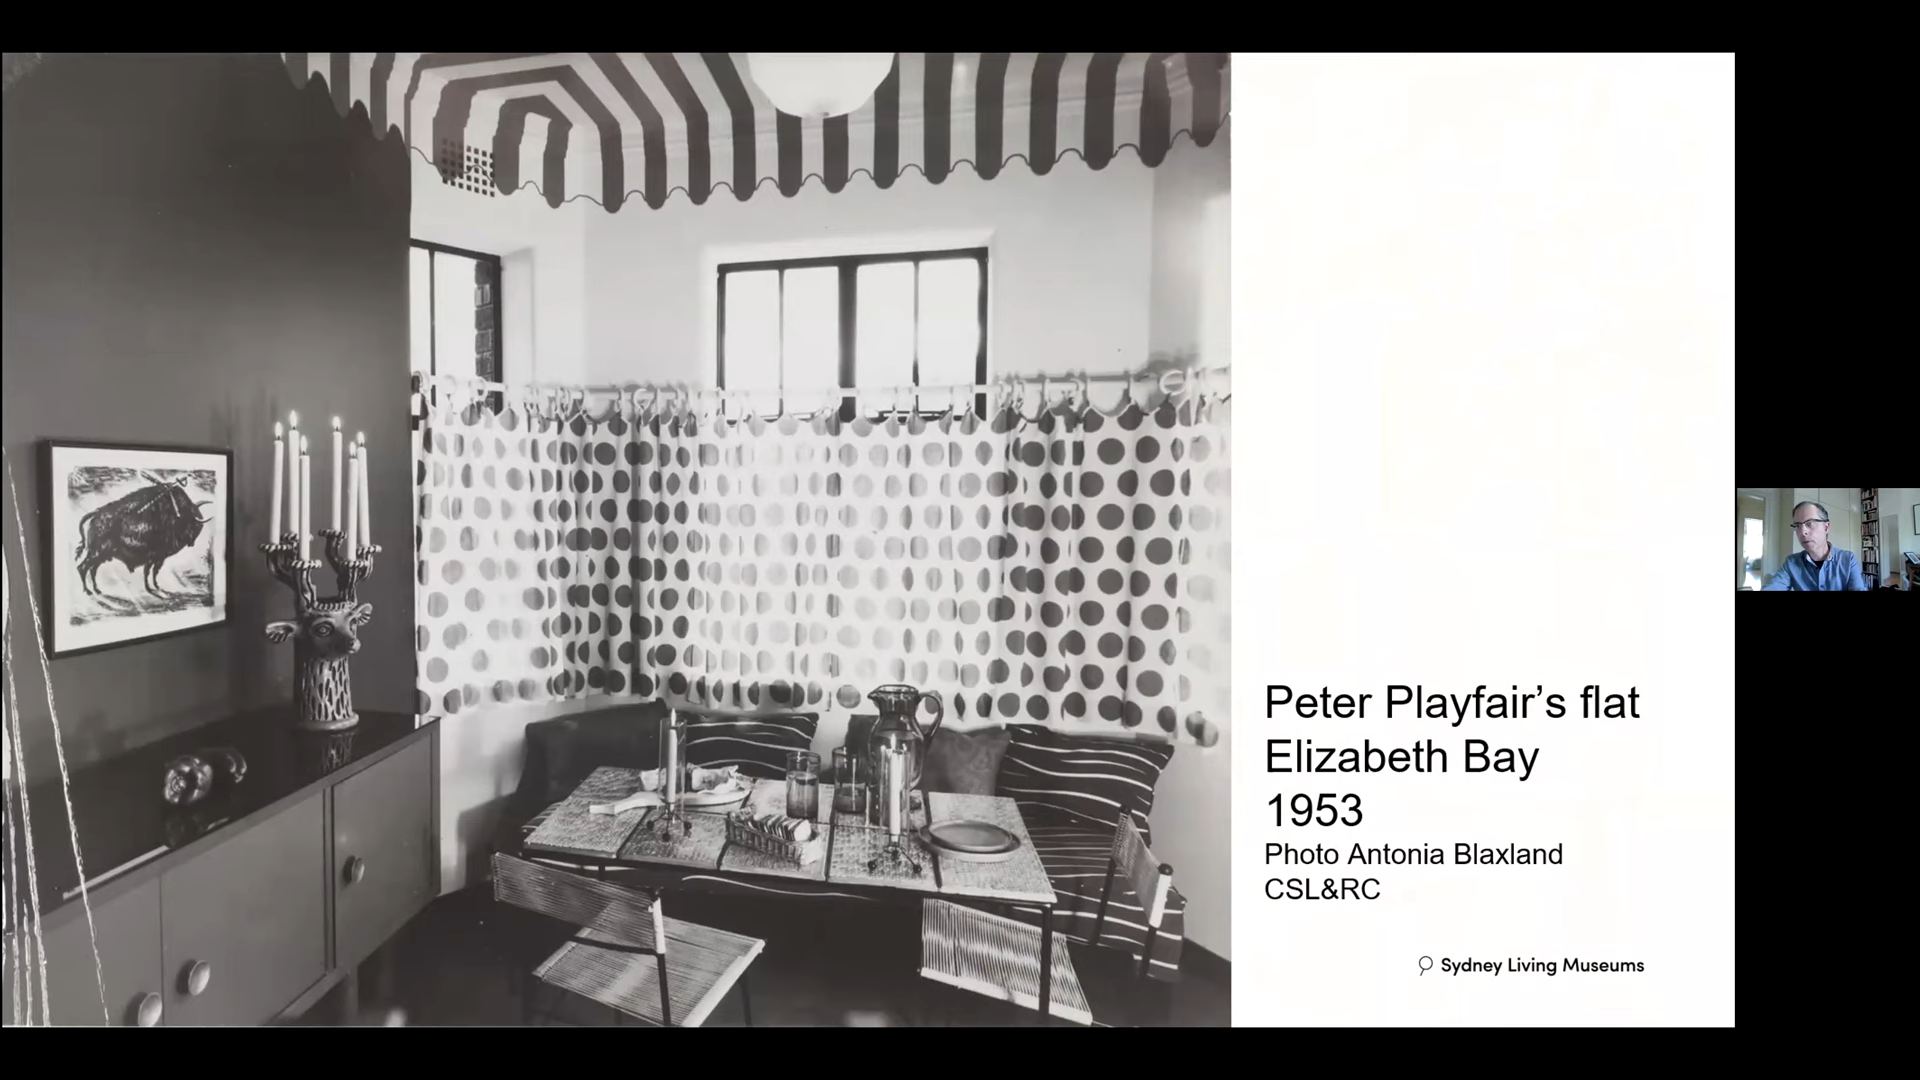 Peter Playfair’s flat
Elizabeth Bay
1953
Photo Antonia Blaxland
CSL&RC
Sydney Living Museums